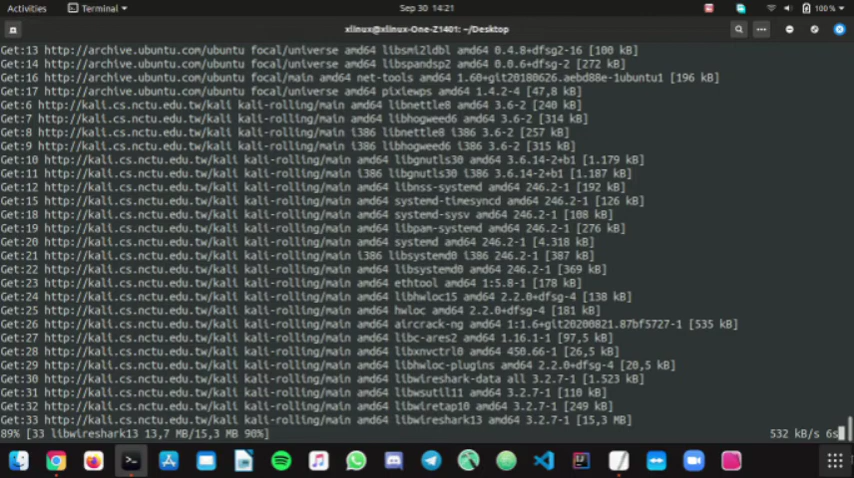 Activities Terminal Sep 30 14:21 100 %
xlinux@xlinux-One-Z1401: ~/Desktop
Get:13 http://archive.ubuntu.com/ubuntu focal/universe amd64 libsmi2ldbl amd64 0.4.8+dfsg2-16 [100 kB]
Get:14 http://archive.ubuntu.com/ubuntu focal/universe amd64 libspandsp2 amd64 0.0.6+dfsg-2 [272 kB]
Get:16 http://archive.ubuntu.com/ubuntu focal/main amd64 net-tools amd64 1.60+git20180626.aebd88e-1ubuntu1 [196 kB]
Get:17 http://archive.ubuntu.com/ubuntu focal/universe amd64 pixiewps amd64 1.4.2-4 [47,8 kB]
Get:6 http://kali.cs.nctu.edu.tw/kali kali-rolling/main amd64 libnettle8 amd64 3.6-2 [240 kB]
Get:7 http://kali.cs.nctu.edu.tw/kali kali-rolling/main amd64 libhogweed6 amd64 3.6-2 [314 kB]
Get:8 http://kali.cs.nctu.edu.tw/kali kali-rolling/main i386 libnettle8 i386 3.6-2 [257 kB]
Get:9 http://kali.cs.nctu.edu.tw/kali kali-rolling/main i386 libhogweed6 i386 3.6-2 [315 kB]
Get:10 http://kali.cs.nctu.edu.tw/kali kali-rolling/main amd64 libgnutls30 amd64 3.6.14-2+b1 [1.179 kB]
Get:11 http://kali.cs.nctu.edu.tw/kali kali-rolling/main i386 libgnutls30 i386 3.6.14-2+b1 [1.187 kB]
Get:12 http://kali.cs.nctu.edu.tw/kali kali-rolling/main amd64 libnss-systemd amd64 246.2-1 [192 kB]
Get:15 http://kali.cs.nctu.edu.tw/kali kali-rolling/main amd64 systemd-timesyncd amd64 246.2-1 [126 kB]
Get:18 http://kali.cs.nctu.edu.tw/kali kali-rolling/main amd64 systemd-sysv amd64 246.2-1 [108 kB]
Get:19 http://kali.cs.nctu.edu.tw/kali kali-rolling/main amd64 libpam-systemd amd64 246.2-1 [276 kB]
Get:20 http://kali.cs.nctu.edu.tw/kali kali-rolling/main amd64 systemd amd64 246.2-1 [4.318 kB]
Get:21 http://kali.cs.nctu.edu.tw/kali kali-rolling/main i386 libsystemd0 i386 246.2-1 [387 kB]
Get:22 http://kali.cs.nctu.edu.tw/kali kali-rolling/main amd64 libsystemd0 amd64 246.2-1 [369 kB]
Get:23 http://kali.cs.nctu.edu.tw/kali kali-rolling/main amd64 ethtool amd64 1:5.8-1 [178 kB]
Get:24 http://kali.cs.nctu.edu.tw/kali kali-rolling/main amd64 libhwloc15 amd64 2.2.0+dfsg-4 [138 kB]
Get:25 http://kali.cs.nctu.edu.tw/kali kali-rolling/main amd64 hwloc amd64 2.2.0+dfsg-4 [181 kB]
Get:26 http://kali.cs.nctu.edu.tw/kali kali-rolling/main amd64 aircrack-ng amd64 1:1.6+git20200821.87bf5727-1 [535 kB]
Get:27 http://kali.cs.nctu.edu.tw/kali kali-rolling/main amd64 libc-ares2 amd64 1.16.1-1 [97,5 kB]
Get:28 http://kali.cs.nctu.edu.tw/kali kali-rolling/main amd64 libxnvctrl0 amd64 450.66-1 [26,5 kB]
Get:29 http://kali.cs.nctu.edu.tw/kali kali-rolling/main amd64 libhwloc-plugins amd64 2.2.0+dfsg-4 [20,5 kB]
Get:30 http://kali.cs.nctu.edu.tw/kali kali-rolling/main amd64 libwireshark-data all 3.2.7-1 [1.523 kB]
Get:31 http://kali.cs.nctu.edu.tw/kali kali-rolling/main amd64 libwsutil11 amd64 3.2.7-1 [110 kB]
Get:32 http://kali.cs.nctu.edu.tw/kali kali-rolling/main amd64 libwiretap10 amd64 3.2.7-1 [249 kB]
Get:33 http://kali.cs.nctu.edu.tw/kali kali-rolling/main amd64 libwireshark13 amd64 3.2.7-1 [15,3 MB]
89% [33 libwireshark13 13,7 MB/15,3 MB 90%] 532 kB/s 6s